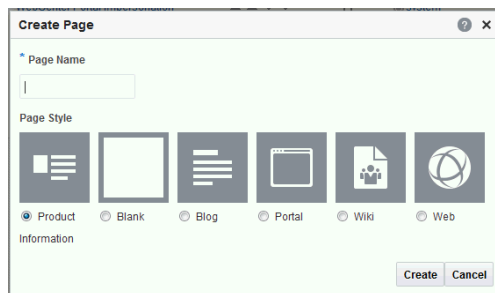 Create Page
* Page Name
Page Style
Product Blank Blog Portal Wiki Web
Information
Create Cancel